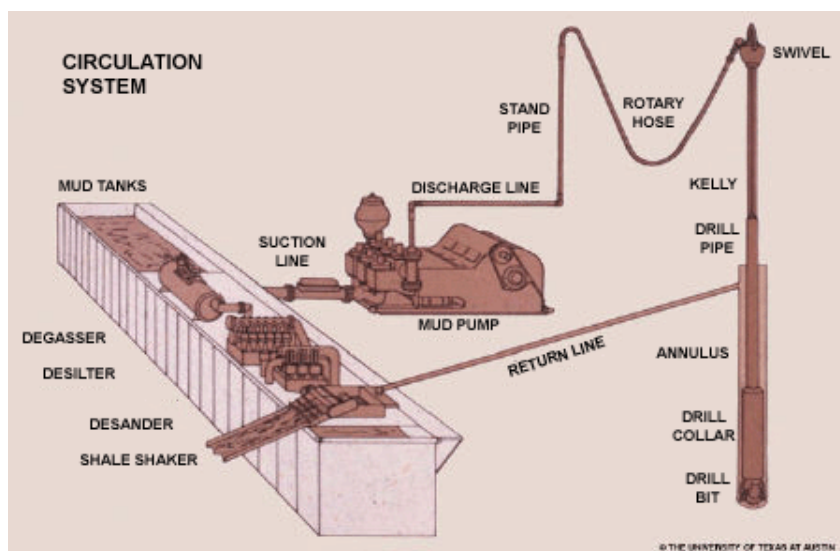 CIRCULATION
SYSTEM
SWIVEL
STAND
PIPE
ROTARY
HOSE
MUD TANKS
DISCHARGE LINE
KELLY
SUCTION
LINE
DRILL
PIPE
MUD PUMP
DEGASSER
RETURN LINE
ANNULUS
DESILTER
DESANDER
DRILL
COLLAR
SHALE SHAKER
DRILL
BIT
© THE UNIVERSITY OF TEXAS AT AUSTIN